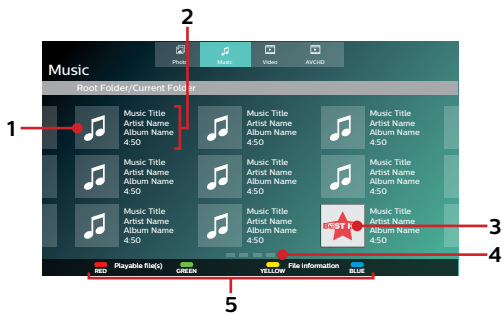 2
Photo
Music
Video
AVCHD
Music
Root Folder/Current Folder
1
Music Title
Artist Name
Album Name
4:50
Music Title
Artist Name
Album Name
4:50
Music Title
Artist Name
Album Name
4:50
Music Title
Artist Name
Album Name
4:50
Music Title
Artist Name
Album Name
4:50
Music Title
Artist Name
Album Name
4:50
Music Title
Artist Name
Album Name
4:50
Music Title
Artist Name
Album Name
4:50
BEST H
Music Title
Artist Name
Album Name
4:50
3
4
RED
Playable file(s)
GREEN
YELLOW
File information
BLUE
5